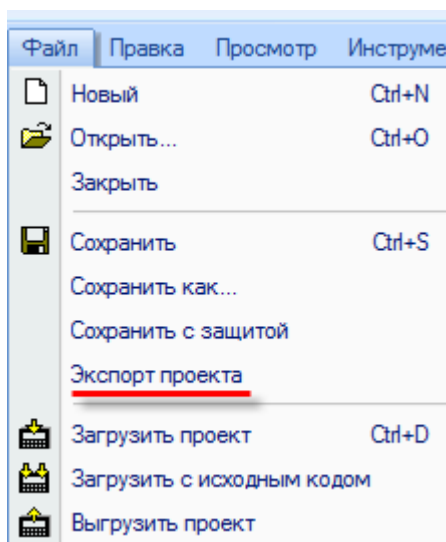 Файл Правка Просмотр Инструме
Новый Ctrl+N
Открыть... Ctrl+O
Закрыть
Сохранить Ctrl+S
Сохранить как...
Сохранить с защитой
Экспорт проекта
Загрузить проект Ctrl+D
Загрузить с исходным кодом
Выгрузить проект